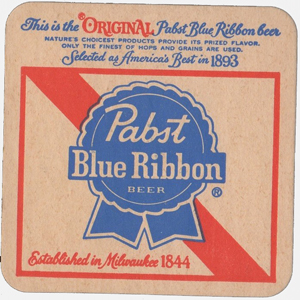 This is the ORIGINAL Pabst Blue Ribbon beer
NATURE'S CHOICEST PRODUCTS PROVIDE ITS PRIZED FLAVOR.
ONLY THE FINEST OF HOPS AND GRAINS ARE USED.
Selected as America's Best in 1893
Pabst
Blue Ribbon
BEER
®
Established in Milwaukee 1844